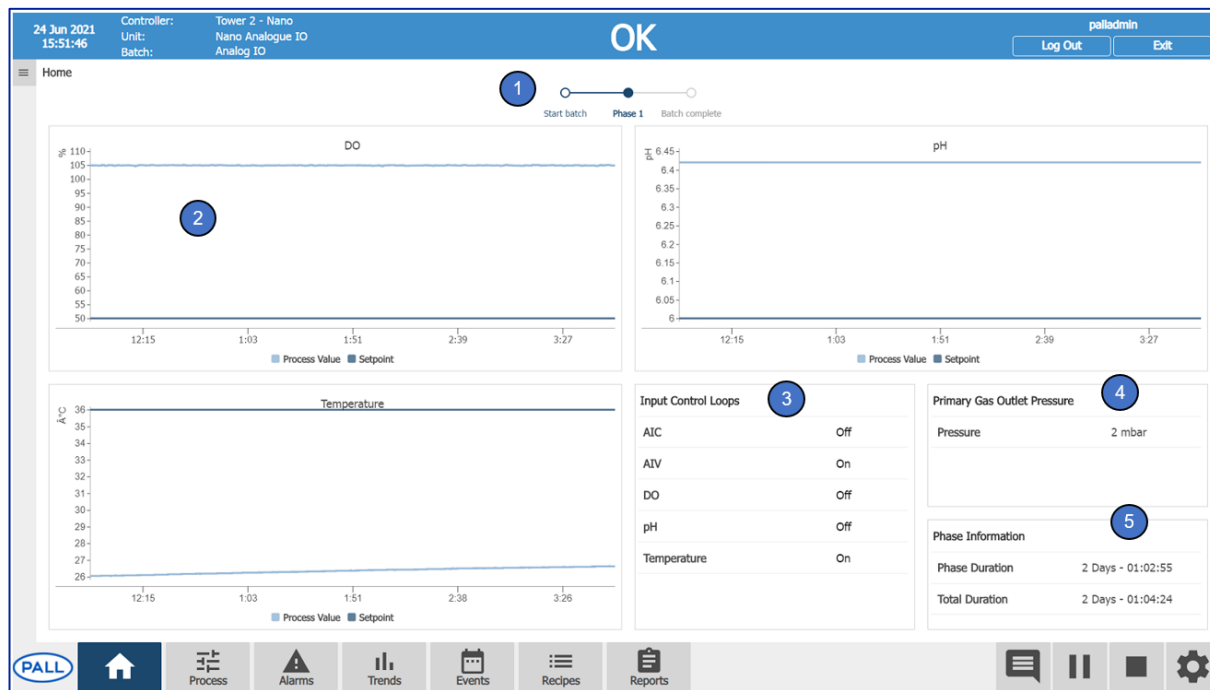 24 Jun 2021
15:51:46
Controller: Tower 2 - Nano
Unit: Nano Analogue IO
Batch: Analog IO
OK
palladmin
Log Out
Exit
Home
1
Start batch
Phase 1
Batch complete
DO
%
110
105
100
95
90
85
80
75
70
65
60
55
50
2
12:15
1:03
1:51
2:39
3:27
Process Value
Setpoint
pH
pH
6.45
6.4
6.35
6.3
6.25
6.2
6.15
6.1
6.05
6
12:15
1:03
1:51
2:39
3:27
Process Value
Setpoint
Temperature
°C
36
35
34
33
32
31
30
29
28
27
26
12:15
1:03
1:51
2:38
3:26
Process Value
Setpoint
Input Control Loops
3
AIC Off
AIV On
DO Off
pH Off
Temperature On
Primary Gas Outlet Pressure
4
Pressure 2 mbar
5
Phase Information
Phase Duration 2 Days - 01:02:55
Total Duration 2 Days - 01:04:24
PALL
Process
Alarms
Trends
Events
Recipes
Reports